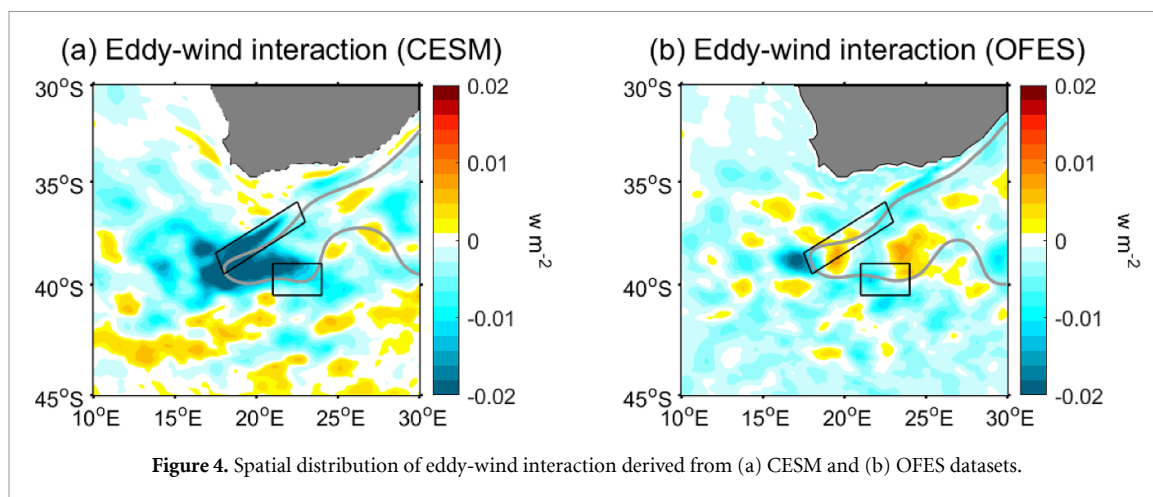 (a) Eddy-wind interaction (CESM)
30°S
35°S
40°S
45°S
10°E 15°E 20°E 25°E 30°E
0.02
0.01
0
-0.01
-0.02
w m-2
(b) Eddy-wind interaction (OFES)
30°S
35°S
40°S
45°S
10°E 15°E 20°E 25°E 30°E
0.02
0.01
0
-0.01
-0.02
w m-2
Figure 4. Spatial distribution of eddy-wind interaction derived from (a) CESM and (b) OFES datasets.